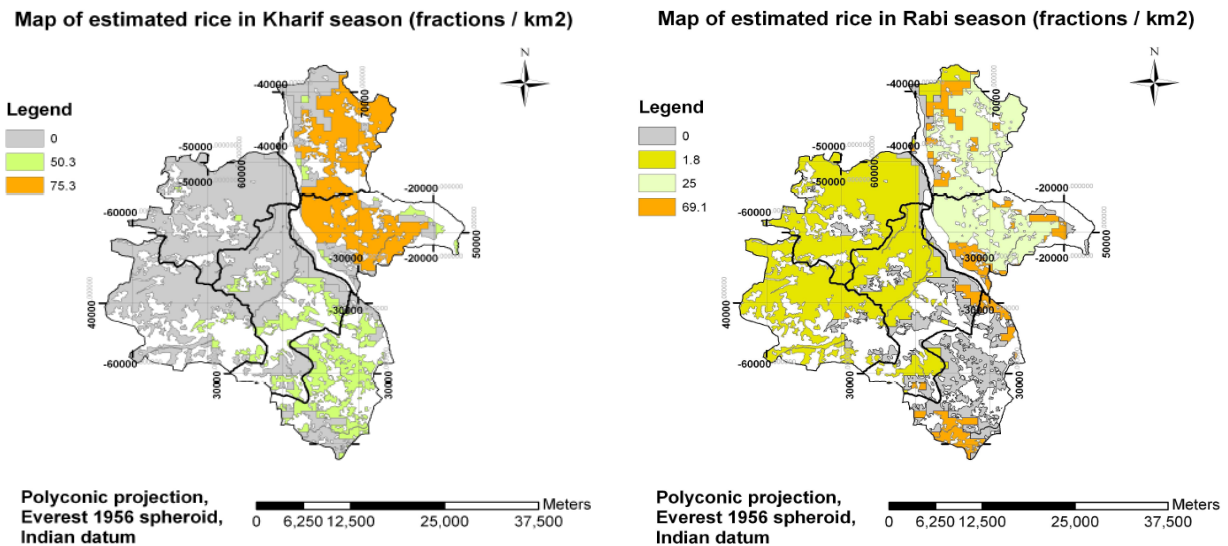 Map of estimated rice in Kharif season (fractions / km2)
N
Legend
0
50.3
75.3
-40000
70000
-40000
-50000
60000
-50000
60000
-20000
-60000
-30000
-20000
50000
40000
-30000
-60000
30000
30000
Polyconic projection,
Everest 1956 spheroid,
Indian datum
Meters
0 6,250 12,500 25,000 37,500
Map of estimated rice in Rabi season (fractions / km2)
N
Legend
0
1.8
25
69.1
-40000
70000
-40000
-50000
60000
-50000
60000
-20000
-60000
-30000
-20000
50000
40000
-30000
-60000
30000
30000
Polyconic projection,
Everest 1956 spheroid,
Indian datum
Meters
0 6,250 12,500 25,000 37,500